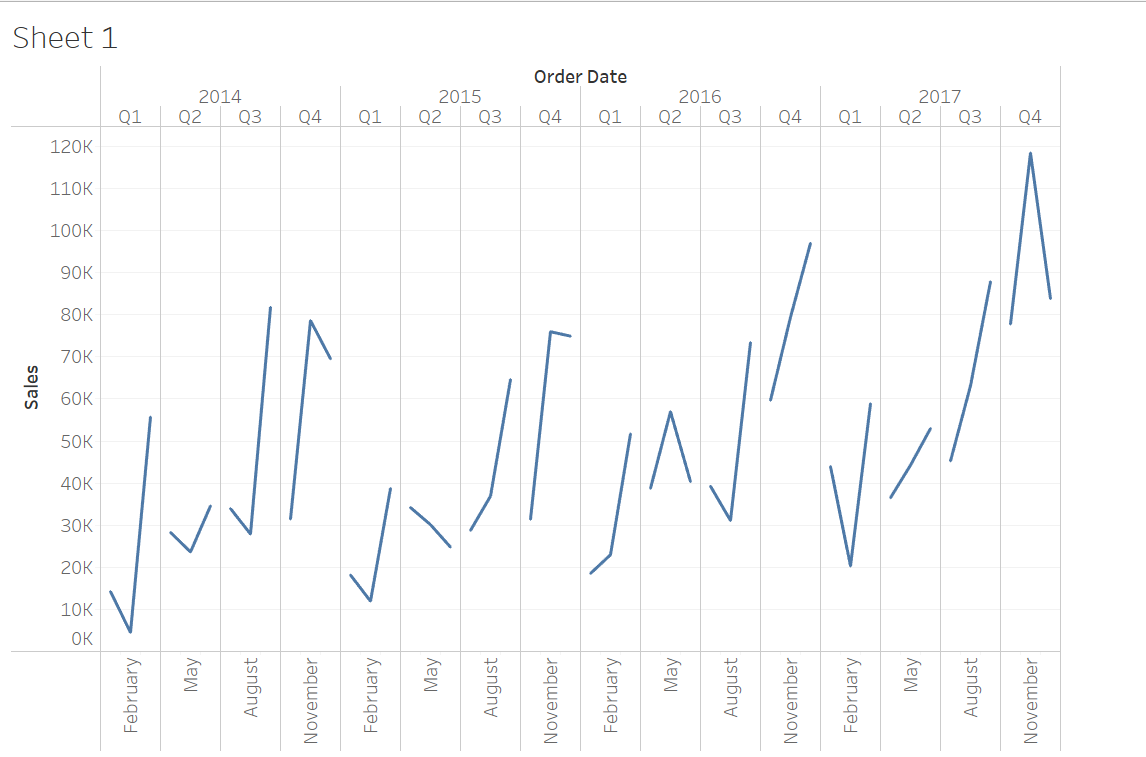 Sheet 1
Order Date
2014 2015 2016 2017
Q1 Q2 Q3 Q4 Q1 Q2 Q3 Q4 Q1 Q2 Q3 Q4 Q1 Q2 Q3 Q4
120K
110K
100K
90K
80K
70K
60K
50K
40K
30K
20K
10K
0K
Sales
February May August November February May August November February May August November February May August November